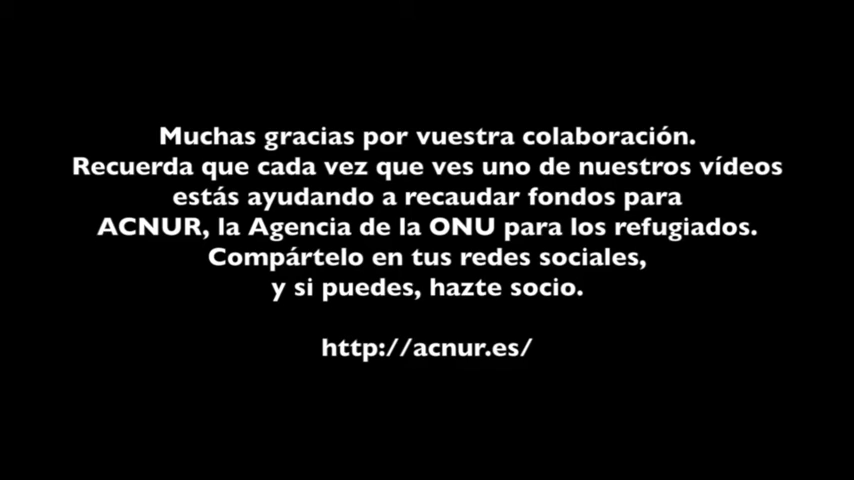 Muchas gracias por vuestra colaboración.
Recuerda que cada vez que ves uno de nuestros vídeos
estás ayudando a recaudar fondos para
ACNUR, la Agencia de la ONU para los refugiados.
Compártelo en tus redes sociales,
y si puedes, hazte socio.
http://acnur.es/